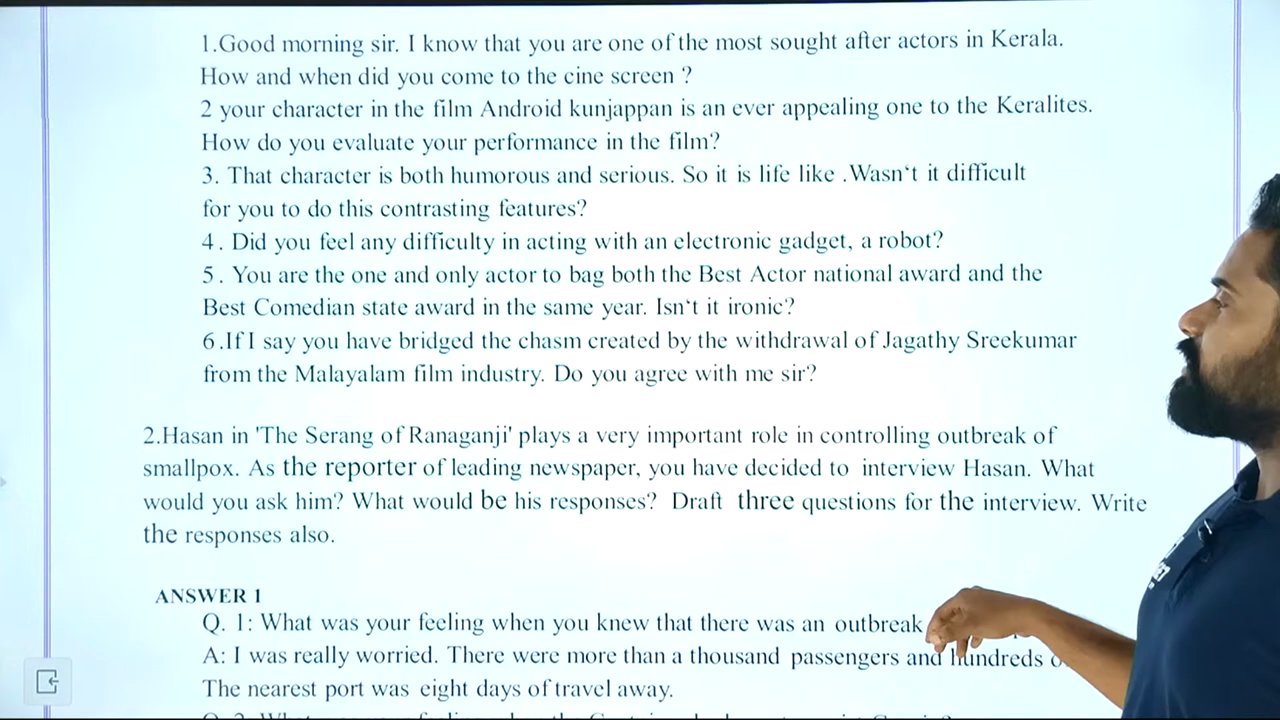 1.Good morning sir. I know that you are one of the most sought after actors in Kerala.
How and when did you come to the cine screen ?
2 your character in the film Android kunjappan is an ever appealing one to the Keralites.
How do you evaluate your performance in the film?
3. That character is both humorous and serious. So it is life like .Wasn‘t it difficult
for you to do this contrasting features?
4. Did you feel any difficulty in acting with an electronic gadget, a robot?
5. You are the one and only actor to bag both the Best Actor national award and the
Best Comedian state award in the same year. Isn‘t it ironic?
6.If I say you have bridged the chasm created by the withdrawal of Jagathy Sreekumar
from the Malayalam film industry. Do you agree with me sir?
2.Hasan in 'The Serang of Ranaganji' plays a very important role in controlling outbreak of
smallpox. As the reporter of leading newspaper, you have decided to interview Hasan. What
would you ask him? What would be his responses? Draft three questions for the interview. Write
the responses also.
ANSWER 1
Q. 1: What was your feeling when you knew that there was an outbreak
A: I was really worried. There were more than a thousand passengers and hundreds
The nearest port was eight days of travel away.